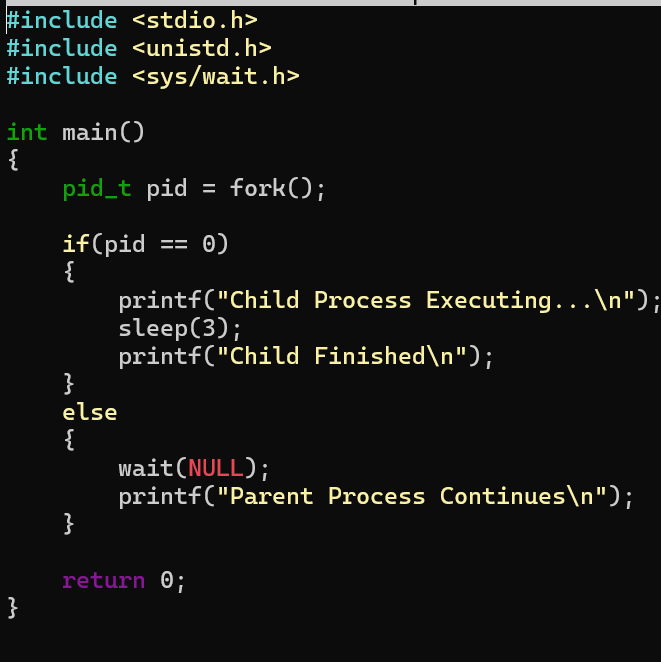 #include <stdio.h>
#include <unistd.h>
#include <sys/wait.h>

int main()
{
    pid_t pid = fork();

    if(pid == 0)
    {
        printf("Child Process Executing...\n");
        sleep(3);
        printf("Child Finished\n");
    }
    else
    {
        wait(NULL);
        printf("Parent Process Continues\n");
    }

    return 0;
}